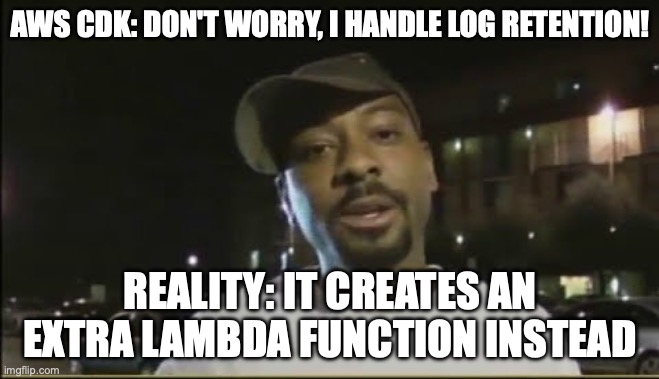 AWS CDK: DON'T WORRY, I HANDLE LOG RETENTION!
REALITY: IT CREATES AN
EXTRA LAMBDA FUNCTION INSTEAD
imgflip.com